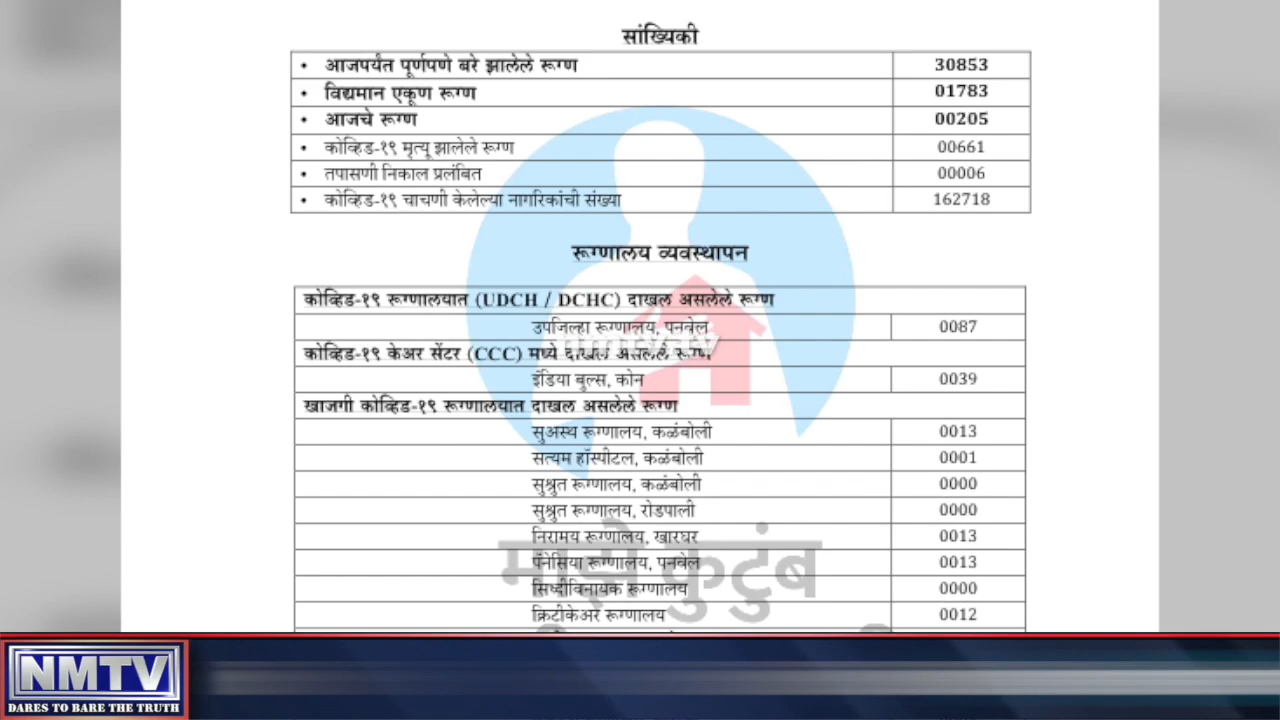 सांख्यिकी
• आजपर्यंत पूर्णपणे बरे झालेले रूग्ण 30853
• विद्यमान एकूण रूग्ण 01783
• आजचे रूग्ण 00205
• कोव्हिड-१९ मृत्यू झालेले रूग्ण 00661
• तपासणी निकाल प्रलंबित 00006
• कोव्हिड-१९ चाचणी केलेल्या नागरिकांची संख्या 162718
रूग्णालय व्यवस्थापन
कोव्हिड-१९ रूग्णालयात (UDCH / DCHC) दाखल असलेले रूग्ण
उपजिल्हा रूग्णालय, पनवेल 0087
nmtvtv
कोव्हिड-१९ केअर सेंटर (CCC) मध्ये दाखल असलेले रूग्ण
इंडिया बुल्स, कोन 0039
खाजगी कोव्हिड-१९ रूग्णालयात दाखल असलेले रूग्ण
सुअस्थ रूग्णालय, कळंबोली 0013
सत्यम हॉस्पीटल, कळंबोली 0001
सुश्रुत रूग्णालय, कळंबोली 0000
सुश्रुत रूग्णालय, रोडपाली 0000
निरामय रूग्णालय, खारघर 0013
पॅनेसिया रूग्णालय, पनवेल 0013
माझे कुटुंब
सिध्दीविनायक रूग्णालय 0000
क्रिटीकेअर रूग्णालय 0012
NMTV
DARES TO BARE THE TRUTH